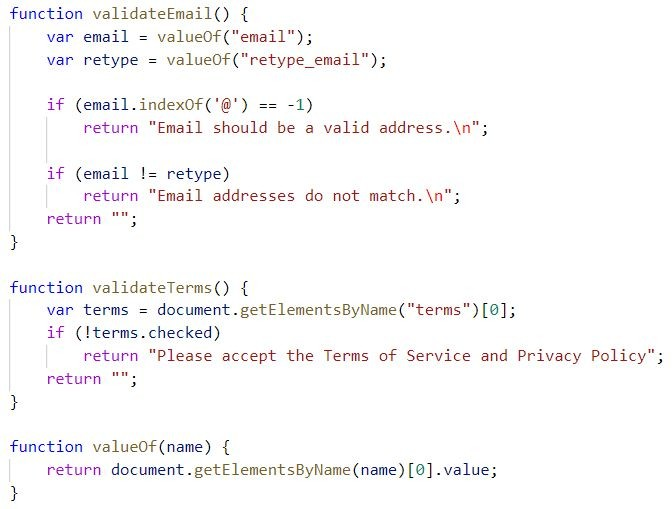 function validateEmail() {
    var email = valueOf("email");
    var retype = valueOf("retype_email");

    if (email.indexOf('@') == -1)
        return "Email should be a valid address.\n";

    if (email != retype)
        return "Email addresses do not match.\n";
    return "";
}

function validateTerms() {
    var terms = document.getElementsByName("terms")[0];
    if (!terms.checked)
        return "Please accept the Terms of Service and Privacy Policy";
    return "";
}

function valueOf(name) {
    return document.getElementsByName(name)[0].value;
}